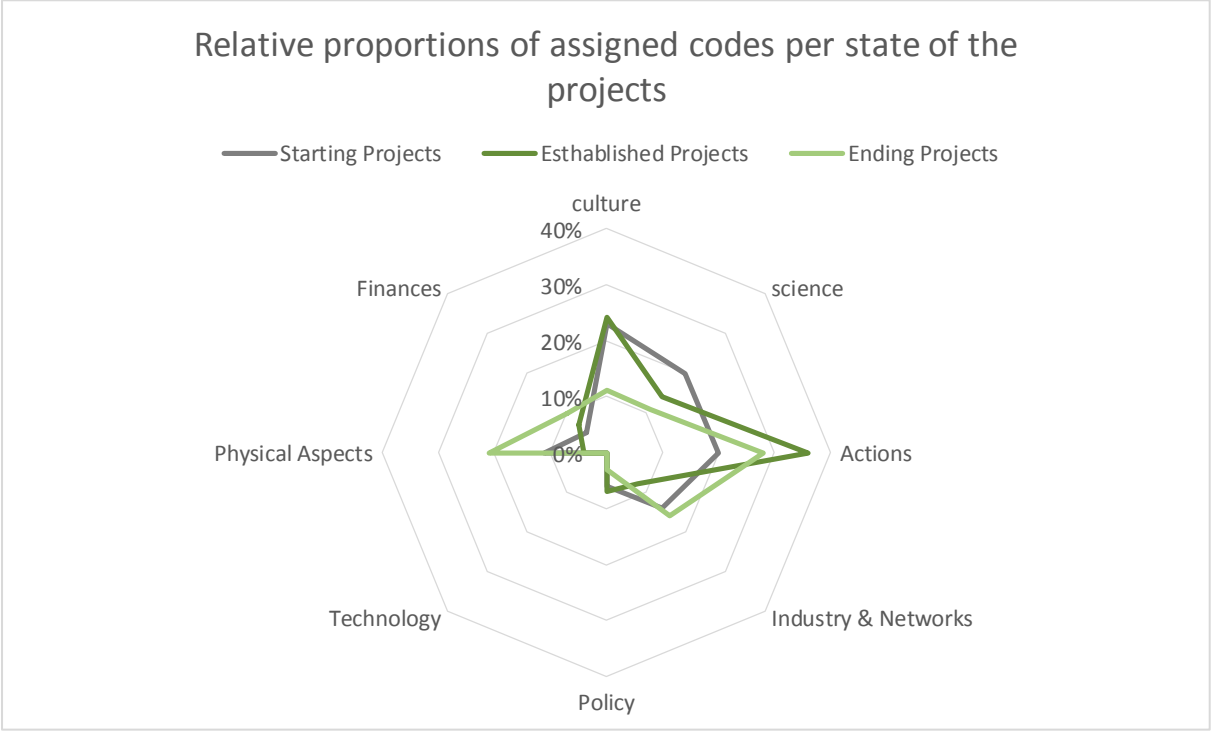 Relative proportions of assigned codes per state of the
projects
Starting Projects
Esthablished Projects
Ending Projects
culture
40%
science
Finances
30%
20%
10%
Physical Aspects
0%
Actions
Technology
Industry & Networks
Policy